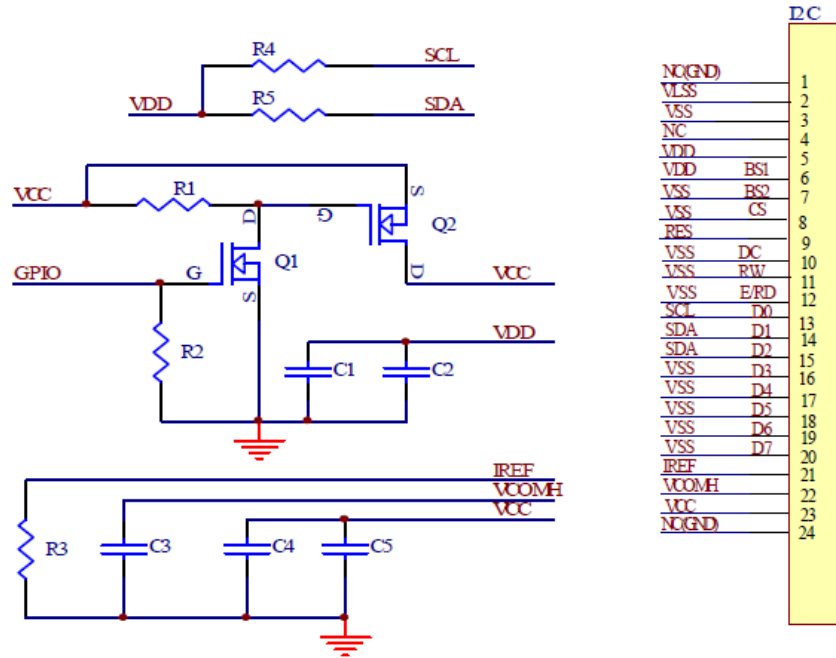 I2C
R4
SCL
VDD
R5
SDA
VCC
R1
D
G
S
Q2
D
VCC
GPIO
G
Q1
S
R2
VDD
C1
C2
IREF
VCOMH
VCC
R3
C3
C4
C5
NC(GND) 1
VLSS 2
VSS 3
NC 4
VDD 5
VDD BS1 6
VSS BS2 7
VSS CS 8
RES 9
VSS DC 10
VSS RW 11
VSS E/RD 12
SCL D0 13
SDA D1 14
SDA D2 15
VSS D3 16
VSS D4 17
VSS D5 18
VSS D6 19
VSS D7 20
IREF 21
VCOMH 22
VCC 23
NC(GND) 24